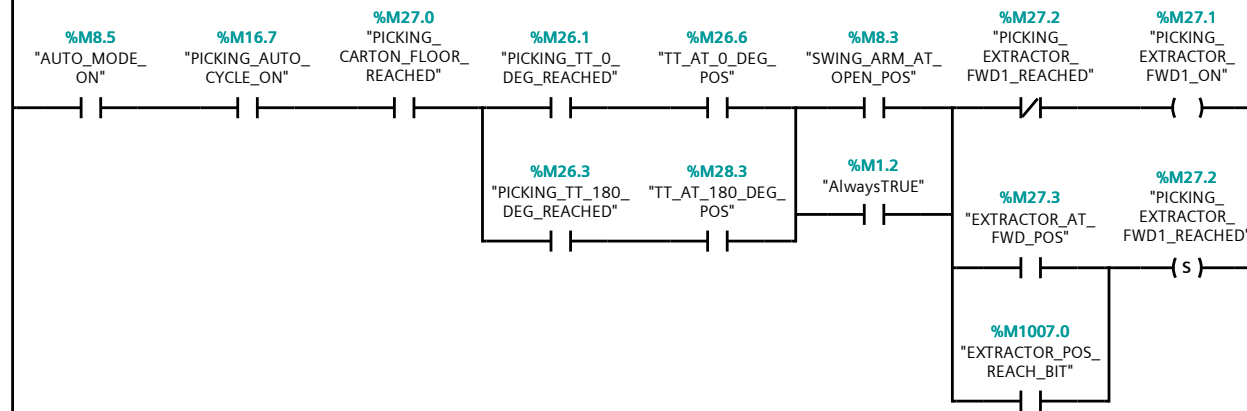 %M8.5
"AUTO_MODE_
ON"
%M16.7
"PICKING_AUTO_
CYCLE_ON"
%M27.0
"PICKING_
CARTON_FLOOR_
REACHED"
%M26.1
"PICKING_TT_0_
DEG_REACHED"
%M26.6
"TT_AT_0_DEG_
POS"
%M8.3
"SWING_ARM_AT_
OPEN_POS"
%M27.2
"PICKING_
EXTRACTOR_
FWD1_REACHED"
%M27.1
"PICKING_
EXTRACTOR_
FWD1_ON"
%M26.3
"PICKING_TT_180_
DEG_REACHED"
%M28.3
"TT_AT_180_DEG_
POS"
%M1.2
"AlwaysTRUE"
%M27.3
"EXTRACTOR_AT_
FWD_POS"
%M27.2
"PICKING_
EXTRACTOR_
FWD1_REACHED"
S
%M1007.0
"EXTRACTOR_POS_
REACH_BIT"